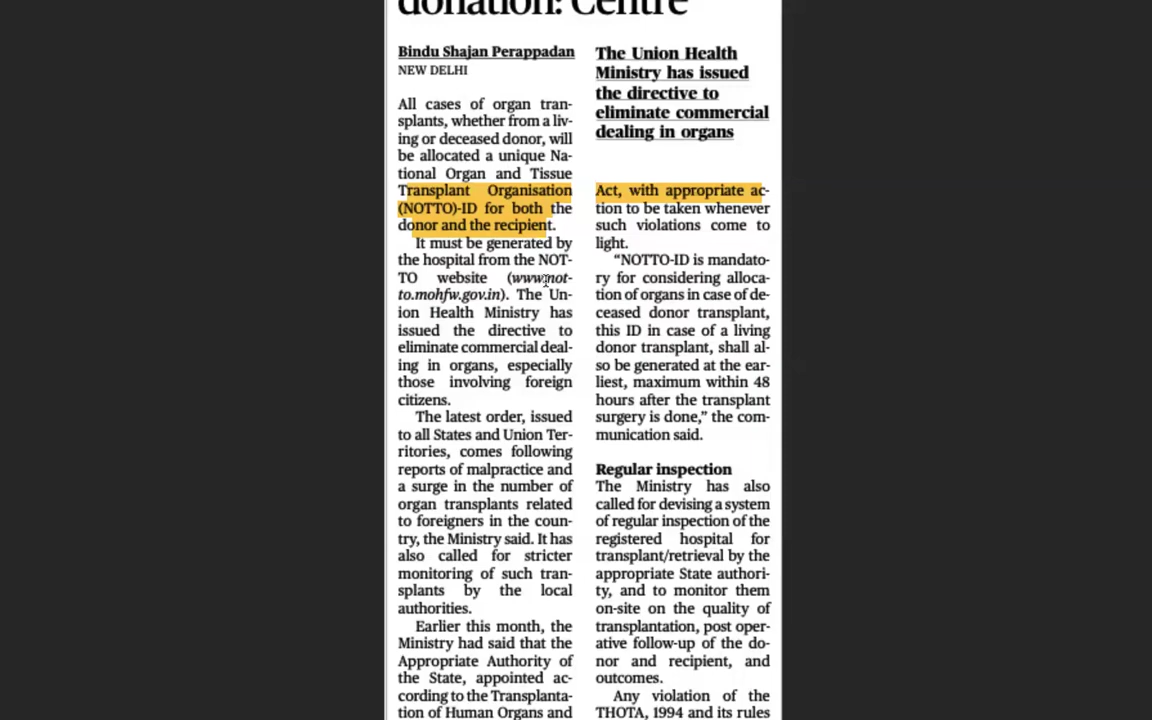 donation: Centre
Bindu Shajan Perappadan
NEW DELHI
All cases of organ tran-
splants, whether from a liv-
ing or deceased donor, will
be allocated a unique Na-
tional Organ and Tissue
Transplant Organisation
(NOTTO)-ID for both the
donor and the recipient.
It must be generated by
the hospital from the NOT-
TO website (www.not-
to.mohfw.gov.in). The Un-
ion Health Ministry has
issued the directive to
eliminate commercial deal-
ing in organs, especially
those involving foreign
citizens.
The latest order, issued
to all States and Union Ter-
ritories, comes following
reports of malpractice and
a surge in the number of
organ transplants related
to foreigners in the coun-
try, the Ministry said. It has
also called for stricter
monitoring of such tran-
splants by the local
authorities.
Earlier this month, the
Ministry had said that the
Appropriate Authority of
the State, appointed ac-
cording to the Transplanta-
tion of Human Organs and
The Union Health
Ministry has issued
the directive to
eliminate commercial
dealing in organs
Act, with appropriate ac-
tion to be taken whenever
such violations come to
light.
“NOTTO-ID is mandato-
ry for considering alloca-
tion of organs in case of de-
ceased donor transplant,
this ID in case of a living
donor transplant, shall al-
so be generated at the ear-
liest, maximum within 48
hours after the transplant
surgery is done,” the com-
munication said.
Regular inspection
The Ministry has also
called for devising a system
of regular inspection of the
registered hospital for
transplant/retrieval by the
appropriate State authori-
ty, and to monitor them
on-site on the quality of
transplantation, post oper-
ative follow-up of the do-
nor and recipient, and
outcomes.
Any violation of the
THOTA, 1994 and its rules